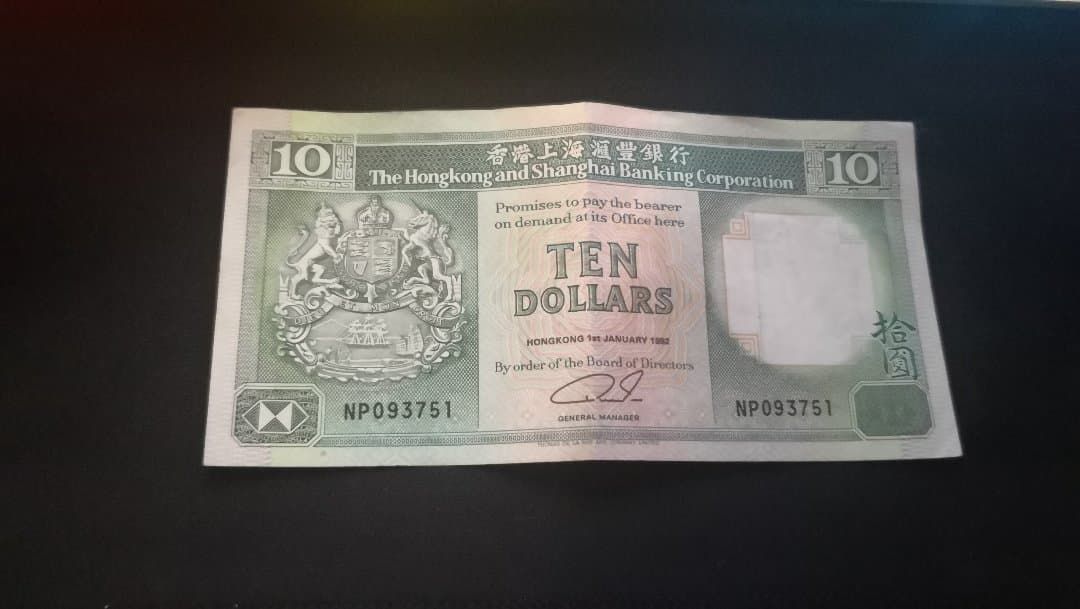 10
香港上海滙豐銀行
10
The Hongkong and Shanghai Banking Corporation
Promises to pay the bearer
on demand at its Office here
TEN
DOLLARS
HONGKONG 1st JANUARY 1992
By order of the Board of Directors
GENERAL MANAGER
NP093751
NP093751
拾
圓